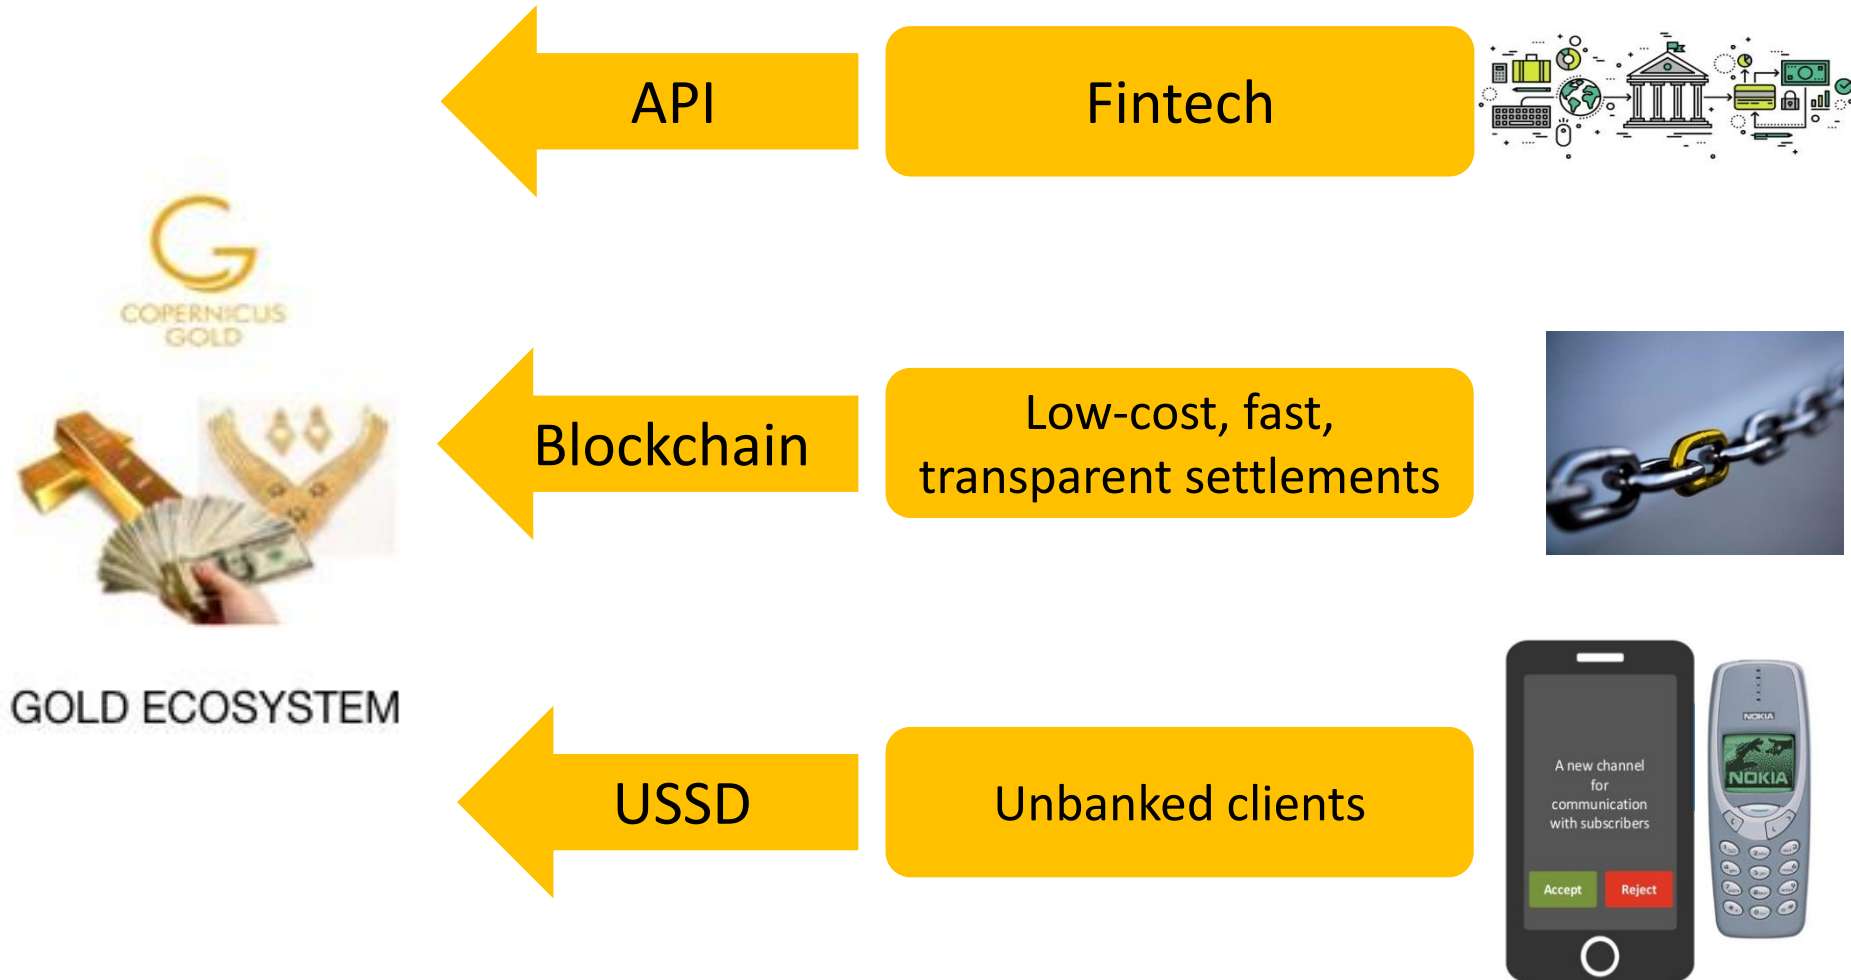 API
Fintech
COPERNICUS
GOLD
Blockchain
Low-cost, fast,
transparent settlements
GOLD ECOSYSTEM
USSD
Unbanked clients
A new channel
for
communication
with subscribers
Accept
Reject
NOKIA
NOKIA